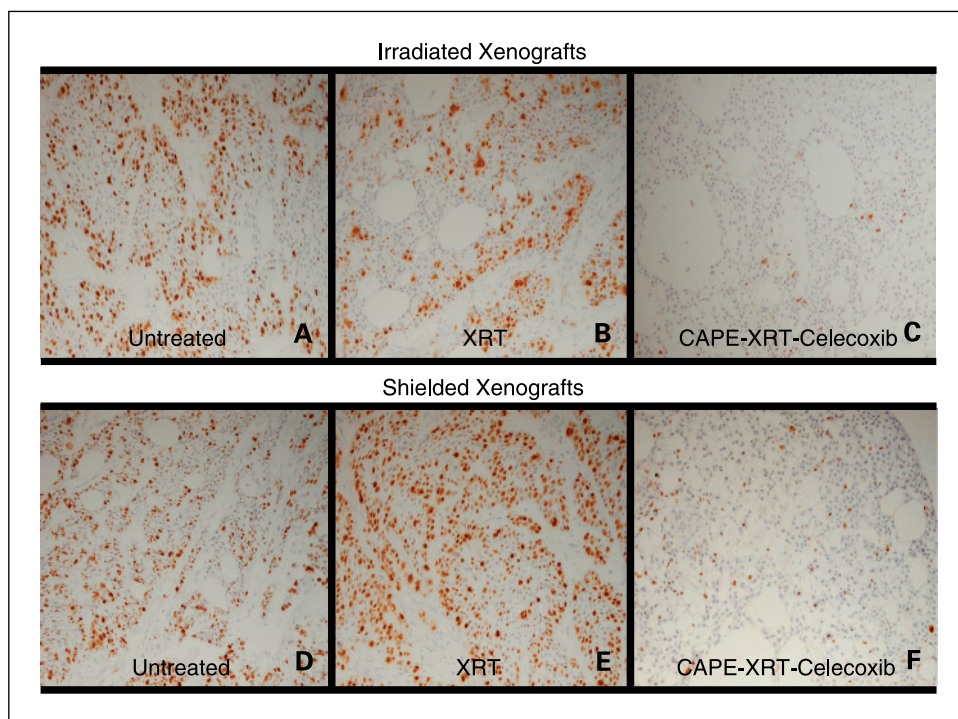 Irradiated Xenografts
Untreated A
XRT B
CAPE-XRT-Celecoxib C
Shielded Xenografts
Untreated D
XRT E
CAPE-XRT-Celecoxib F